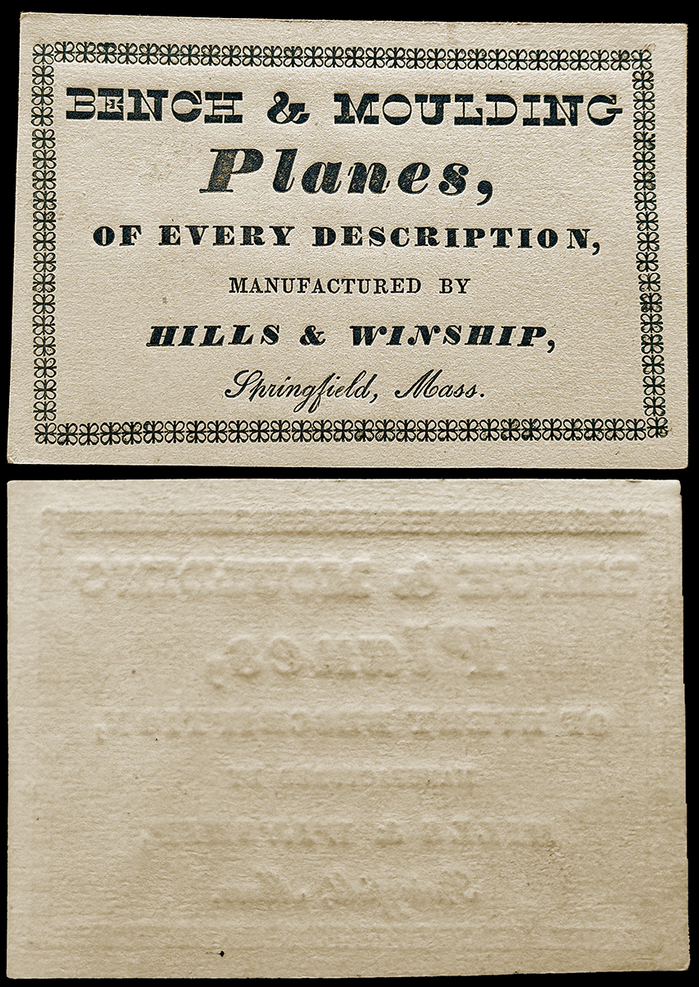 BENCH & MOULDING
Planes,
OF EVERY DESCRIPTION,
MANUFACTURED BY
HILLS & WINSHIP,
Springfield, Mass.